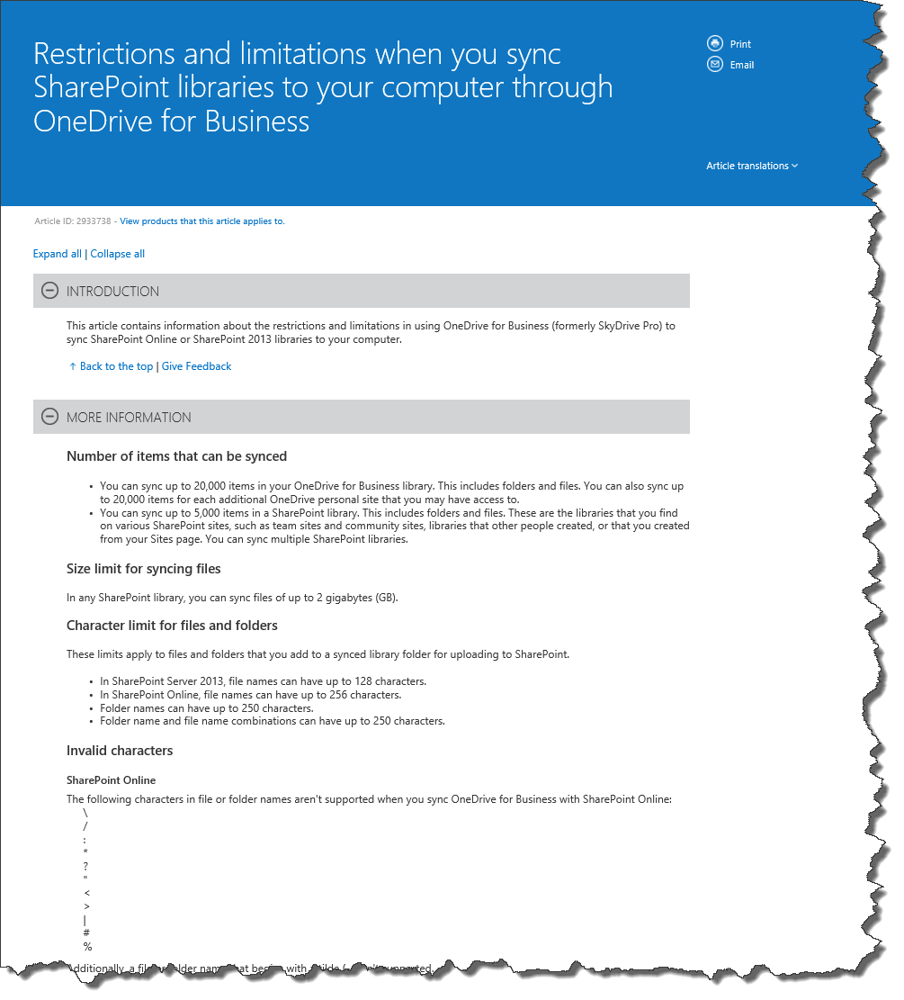 Restrictions and limitations when you sync
SharePoint libraries to your computer through
OneDrive for Business
Print
Email
Article translations
Article ID: 2933738 - View products that this article applies to.
Expand all | Collapse all
INTRODUCTION
This article contains information about the restrictions and limitations in using OneDrive for Business (formerly SkyDrive Pro) to
sync SharePoint Online or SharePoint 2013 libraries to your computer.
↑ Back to the top | Give Feedback
MORE INFORMATION
Number of items that can be synced
• You can sync up to 20,000 items in your OneDrive for Business library. This includes folders and files. You can also sync up
to 20,000 items for each additional OneDrive personal site that you may have access to.
• You can sync up to 5,000 items in a SharePoint library. This includes folders and files. These are the libraries that you find
on various SharePoint sites, such as team sites and community sites, libraries that other people created, or that you created
from your Sites page. You can sync multiple SharePoint libraries.
Size limit for syncing files
In any SharePoint library, you can sync files of up to 2 gigabytes (GB).
Character limit for files and folders
These limits apply to files and folders that you add to a synced library folder for uploading to SharePoint.
• In SharePoint Server 2013, file names can have up to 128 characters.
• In SharePoint Online, file names can have up to 256 characters.
• Folder names can have up to 250 characters.
• Folder name and file name combinations can have up to 250 characters.
Invalid characters
SharePoint Online
The following characters in file or folder names aren't supported when you sync OneDrive for Business with SharePoint Online:
\
/
:
*
?
"
<
>
|
#
%
Additionally, a file folder name that with